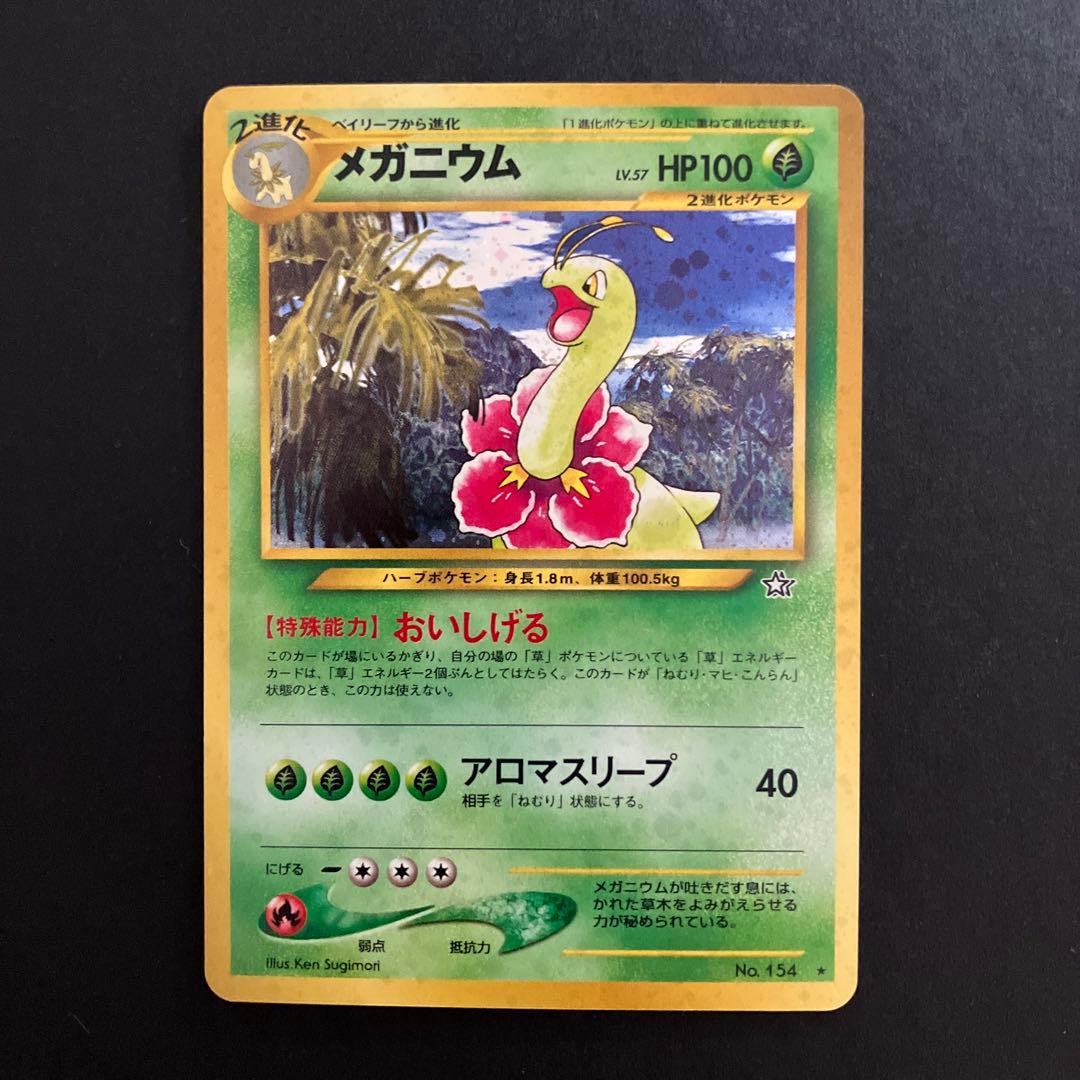 2進化
ベイリーフから進化
「1進化ポケモン」の上に重ねて進化させます。
メガニウム
LV.57 HP100
2進化ポケモン
ハーブポケモン：身長1.8m、体重100.5kg
【特殊能力】おいしげる
このカードが場にいるかぎり、自分の場の「草」ポケモンについている「草」エネルギー
カードは、「草」エネルギー2個ぶんとしてはたらく。このカードが「ねむり・マヒ・こんらん」
状態のとき、この力は使えない。
アロマスリープ 40
相手を「ねむり」状態にする。
にげる
メガニウムが吐きだす息には、
かれた草木をよみがえらせる
力が秘められている。
弱点 抵抗力
Illus.Ken Sugimori
No. 154 ★